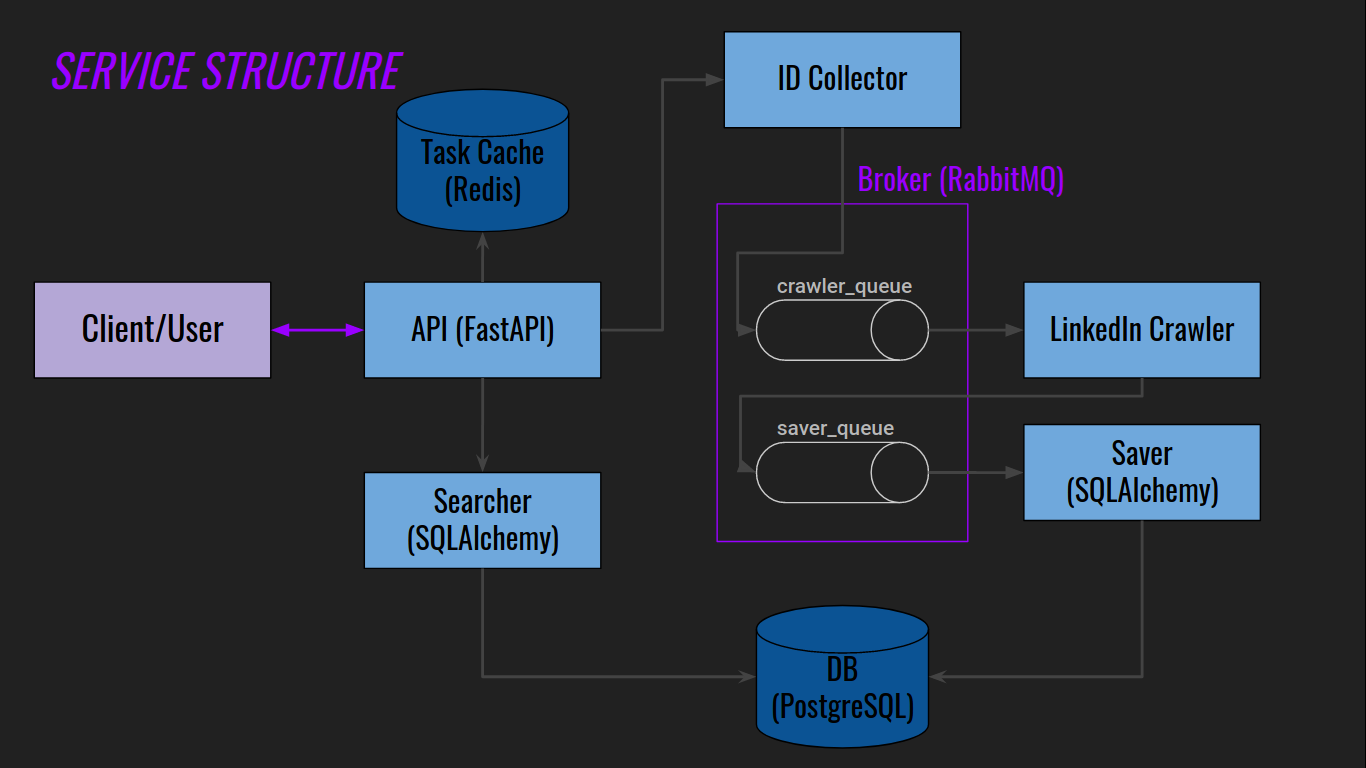 SERVICE STRUCTURE
ID Collector
Task Cache
(Redis)
Broker (RabbitMQ)
Client/User
API (FastAPI)
crawler_queue
LinkedIn Crawler
saver_queue
Saver
(SQLAlchemy)
Searcher
(SQLAlchemy)
DB
(PostgreSQL)